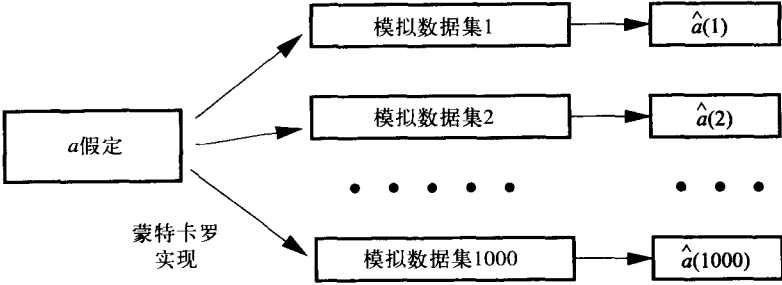 模拟数据集1
â(1)
模拟数据集2
â(2)
a假定
蒙特卡罗
实现
模拟数据集1000
â(1000)